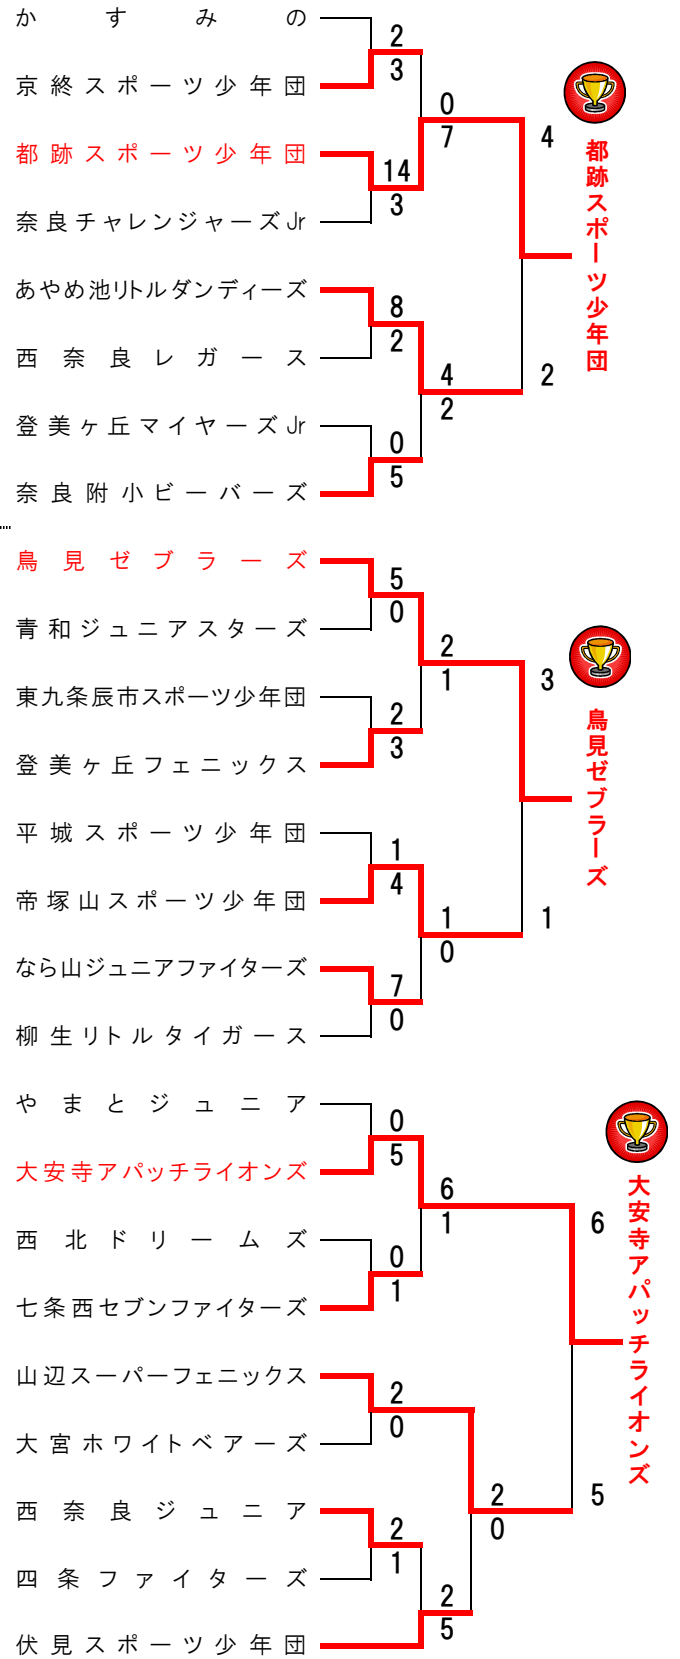 かすみの
2
京終スポーツ少年団
3
0
都跡スポーツ少年団
7
4
14
奈良チャレンジャーズJr
3
都跡スポーツ少年団
あやめ池リトルダンディーズ
8
西奈良レガース
2
4
2
登美ヶ丘マイヤーズJr
2
0
奈良附小ビーバーズ
5
鳥見ゼブラーズ
5
青和ジュニアスターズ
0
2
東九条辰市スポーツ少年団
1
3
2
登美ヶ丘フェニックス
3
鳥見ゼブラーズ
平城スポーツ少年団
1
帝塚山スポーツ少年団
4
1
1
なら山ジュニアファイターズ
0
7
柳生リトルタイガース
0
やまとジュニア
0
大安寺アパッチライオンズ
5
6
西北ドリームズ
1
6
0
七条西セブンファイターズ
1
大安寺アパッチライオンズ
山辺スーパーフェニックス
2
大宮ホワイトベアーズ
0
2
5
西奈良ジュニア
0
2
四条ファイターズ
1
2
伏見スポーツ少年団
5